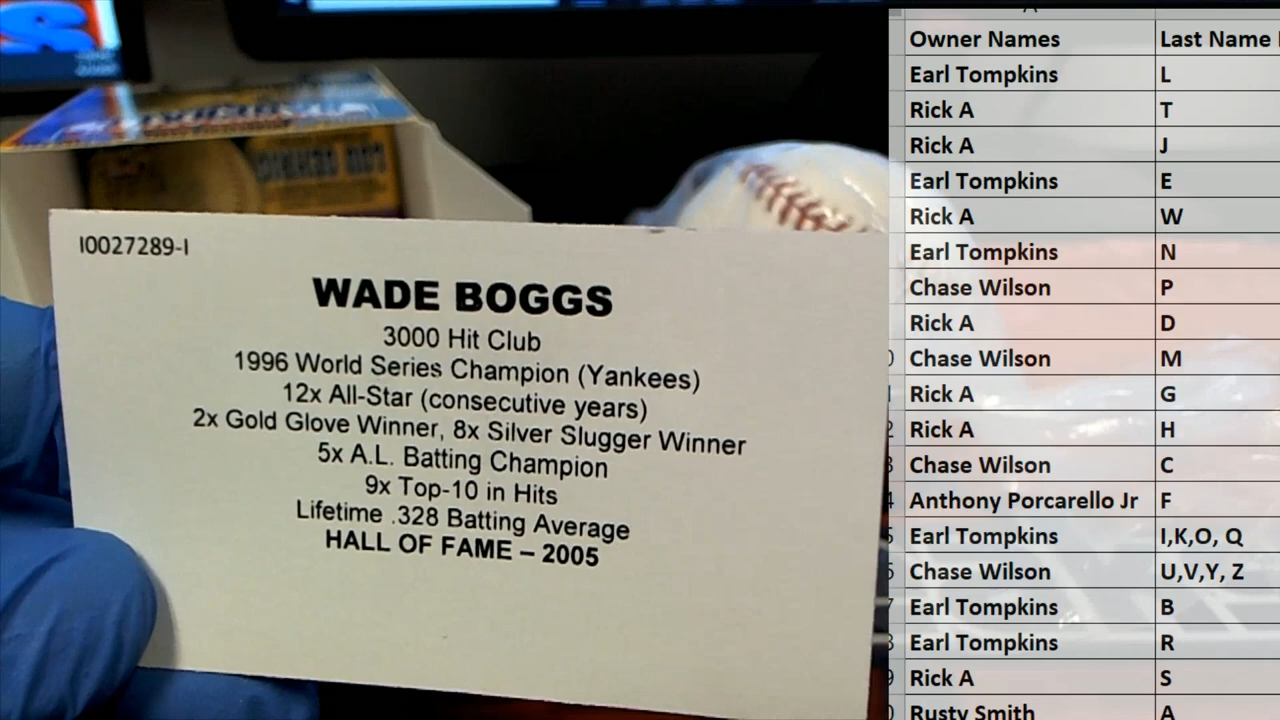 I0027289-I
WADE BOGGS
3000 Hit Club
1996 World Series Champion (Yankees)
12x All-Star (consecutive years)
2x Gold Glove Winner, 8x Silver Slugger Winner
5x A.L. Batting Champion
9x Top-10 in Hits
Lifetime .328 Batting Average
HALL OF FAME – 2005
Owner Names Last Name
Earl Tompkins L
Rick A T
Rick A J
Earl Tompkins E
Rick A W
Earl Tompkins N
Chase Wilson P
Rick A D
Chase Wilson M
Rick A G
Rick A H
Chase Wilson C
Anthony Porcarello Jr F
Earl Tompkins I,K,O, Q
Chase Wilson U,V,Y, Z
Earl Tompkins B
Earl Tompkins R
Rick A S
Rusty Smith A